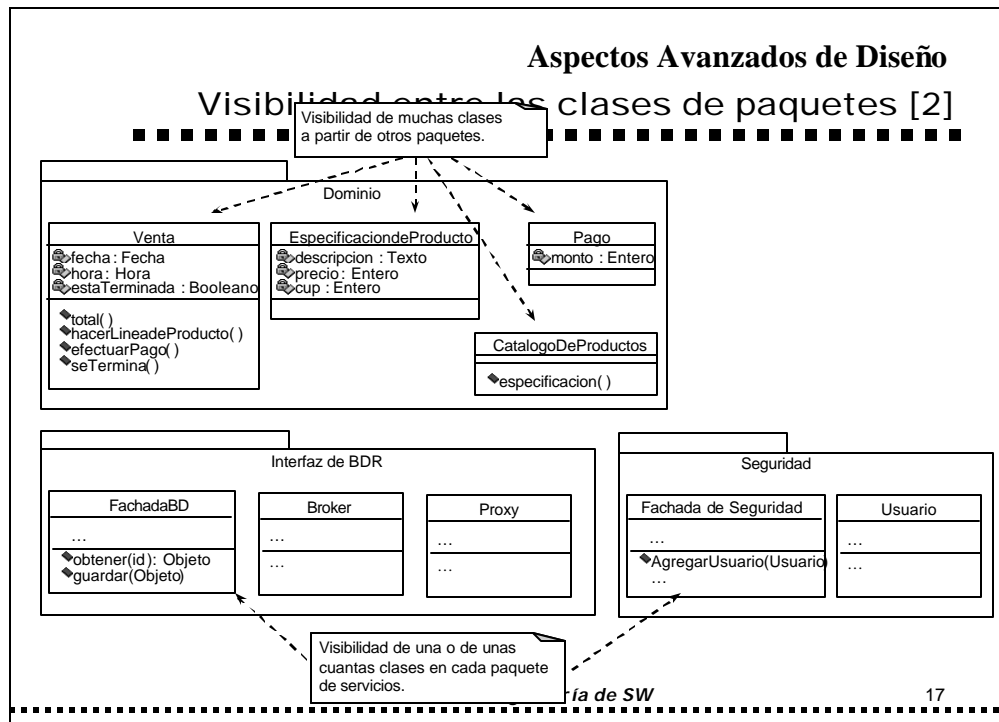 Aspectos Avanzados de Diseño
Visibilidad entre las clases de paquetes [2]
Visibilidad de muchas clases
a partir de otros paquetes.
Dominio
Venta
fecha : Fecha
hora : Hora
estaTerminada : Booleano
total( )
hacerLineadeProducto( )
efectuarPago( )
seTermina( )
EspecificaciondeProducto
descripcion : Texto
precio : Entero
cup : Entero
Pago
monto : Entero
CatalogoDeProductos
especificacion( )
Interfaz de BDR
FachadaBD
...
obtener(id): Objeto
guardar(Objeto)
Broker
...
...
Proxy
...
...
Seguridad
Fachada de Seguridad
...
AgregarUsuario(Usuario)
...
Usuario
...
...
Visibilidad de una o de unas
cuantas clases en cada paquete
de servicios.
ría de SW
17